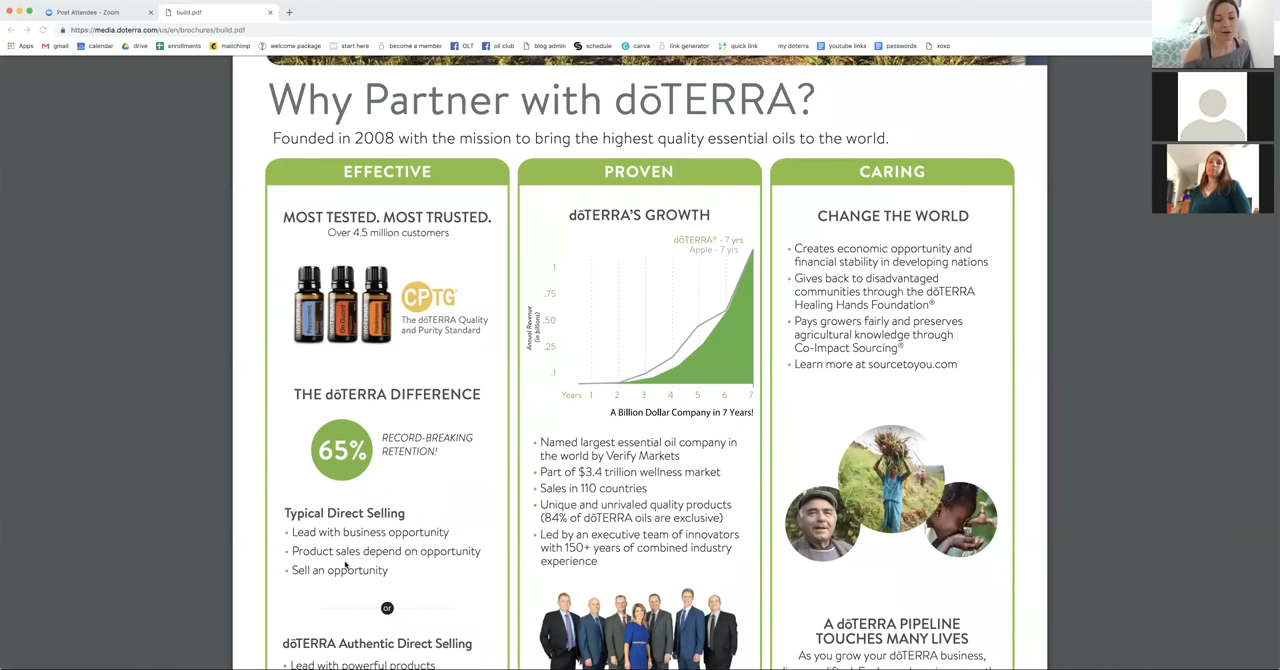 Post Attendee - Zoom
build.pdf
https://media.doterra.com/us/en/brochures/build.pdf
Apps gmail calendar drive enrollments mailchimp welcome package start here become a member OLT oil club blog admin schedule canva link generator quick link my doterra youtube links passwords xoxo
Why Partner with dōTERRA?
Founded in 2008 with the mission to bring the highest quality essential oils to the world.
EFFECTIVE
MOST TESTED. MOST TRUSTED.
Over 4.5 million customers
CPTG
The dōTERRA Quality
and Purity Standard
THE dōTERRA DIFFERENCE
65%
RECORD-BREAKING
RETENTION!
Typical Direct Selling
• Lead with business opportunity
• Product sales depend on opportunity
• Sell an opportunity
or
dōTERRA Authentic Direct Selling
• Lead with powerful products
PROVEN
dōTERRA'S GROWTH
dōTERRA® - 7 yrs
Apple - 7 yrs
Annual Revenue
(in billions)
1
.75
.50
.25
.1
Years 1 2 3 4 5 6 7
A Billion Dollar Company in 7 Years!
• Named largest essential oil company in
the world by Verify Markets
• Part of $3.4 trillion wellness market
• Sales in 110 countries
• Unique and unrivaled quality products
(84% of dōTERRA oils are exclusive)
• Led by an executive team of innovators
with 150+ years of combined industry
experience
CARING
CHANGE THE WORLD
• Creates economic opportunity and
financial stability in developing nations
• Gives back to disadvantaged
communities through the dōTERRA
Healing Hands Foundation®
• Pays growers fairly and preserves
agricultural knowledge through
Co-Impact Sourcing®
• Learn more at sourcetoyou.com
A dōTERRA PIPELINE
TOUCHES MANY LIVES
As you grow your dōTERRA business,